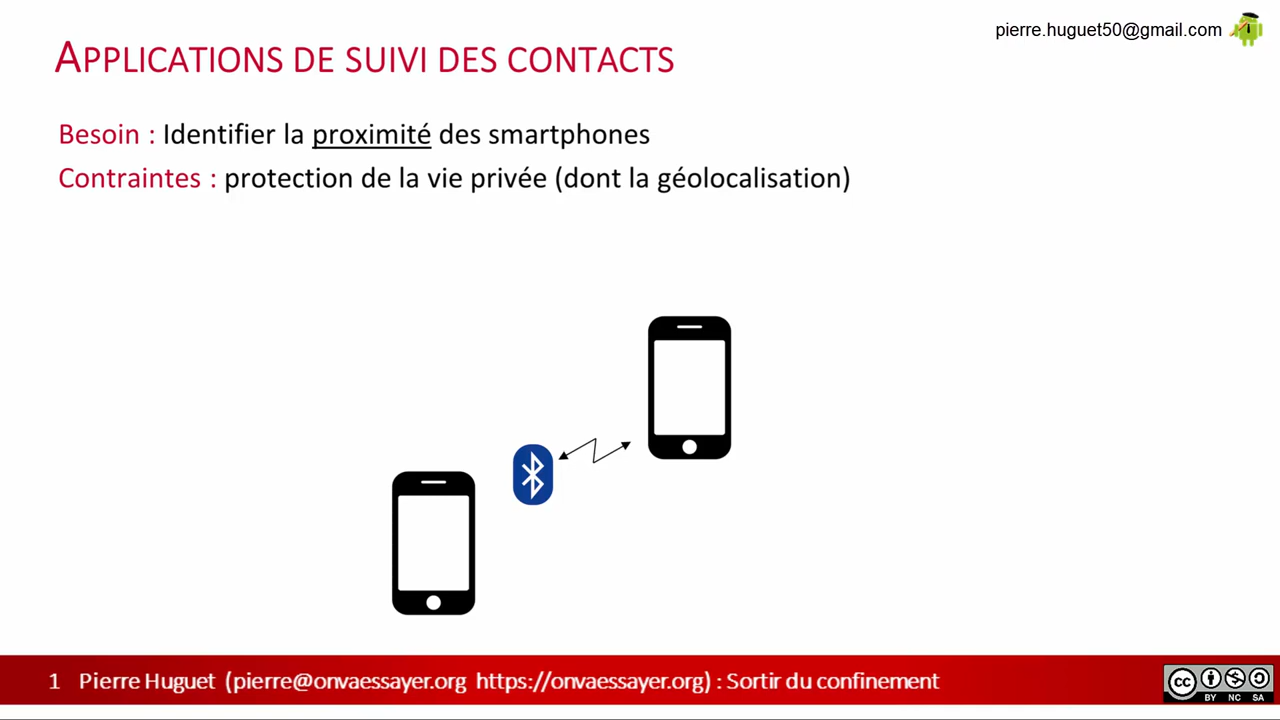 pierre.huguet50@gmail.com
APPLICATIONS DE SUIVI DES CONTACTS
Besoin : Identifier la proximité des smartphones
Contraintes : protection de la vie privée (dont la géolocalisation)
1 Pierre Huguet (pierre@onvaessayer.org https://onvaessayer.org) : Sortir du confinement
CC BY NC SA